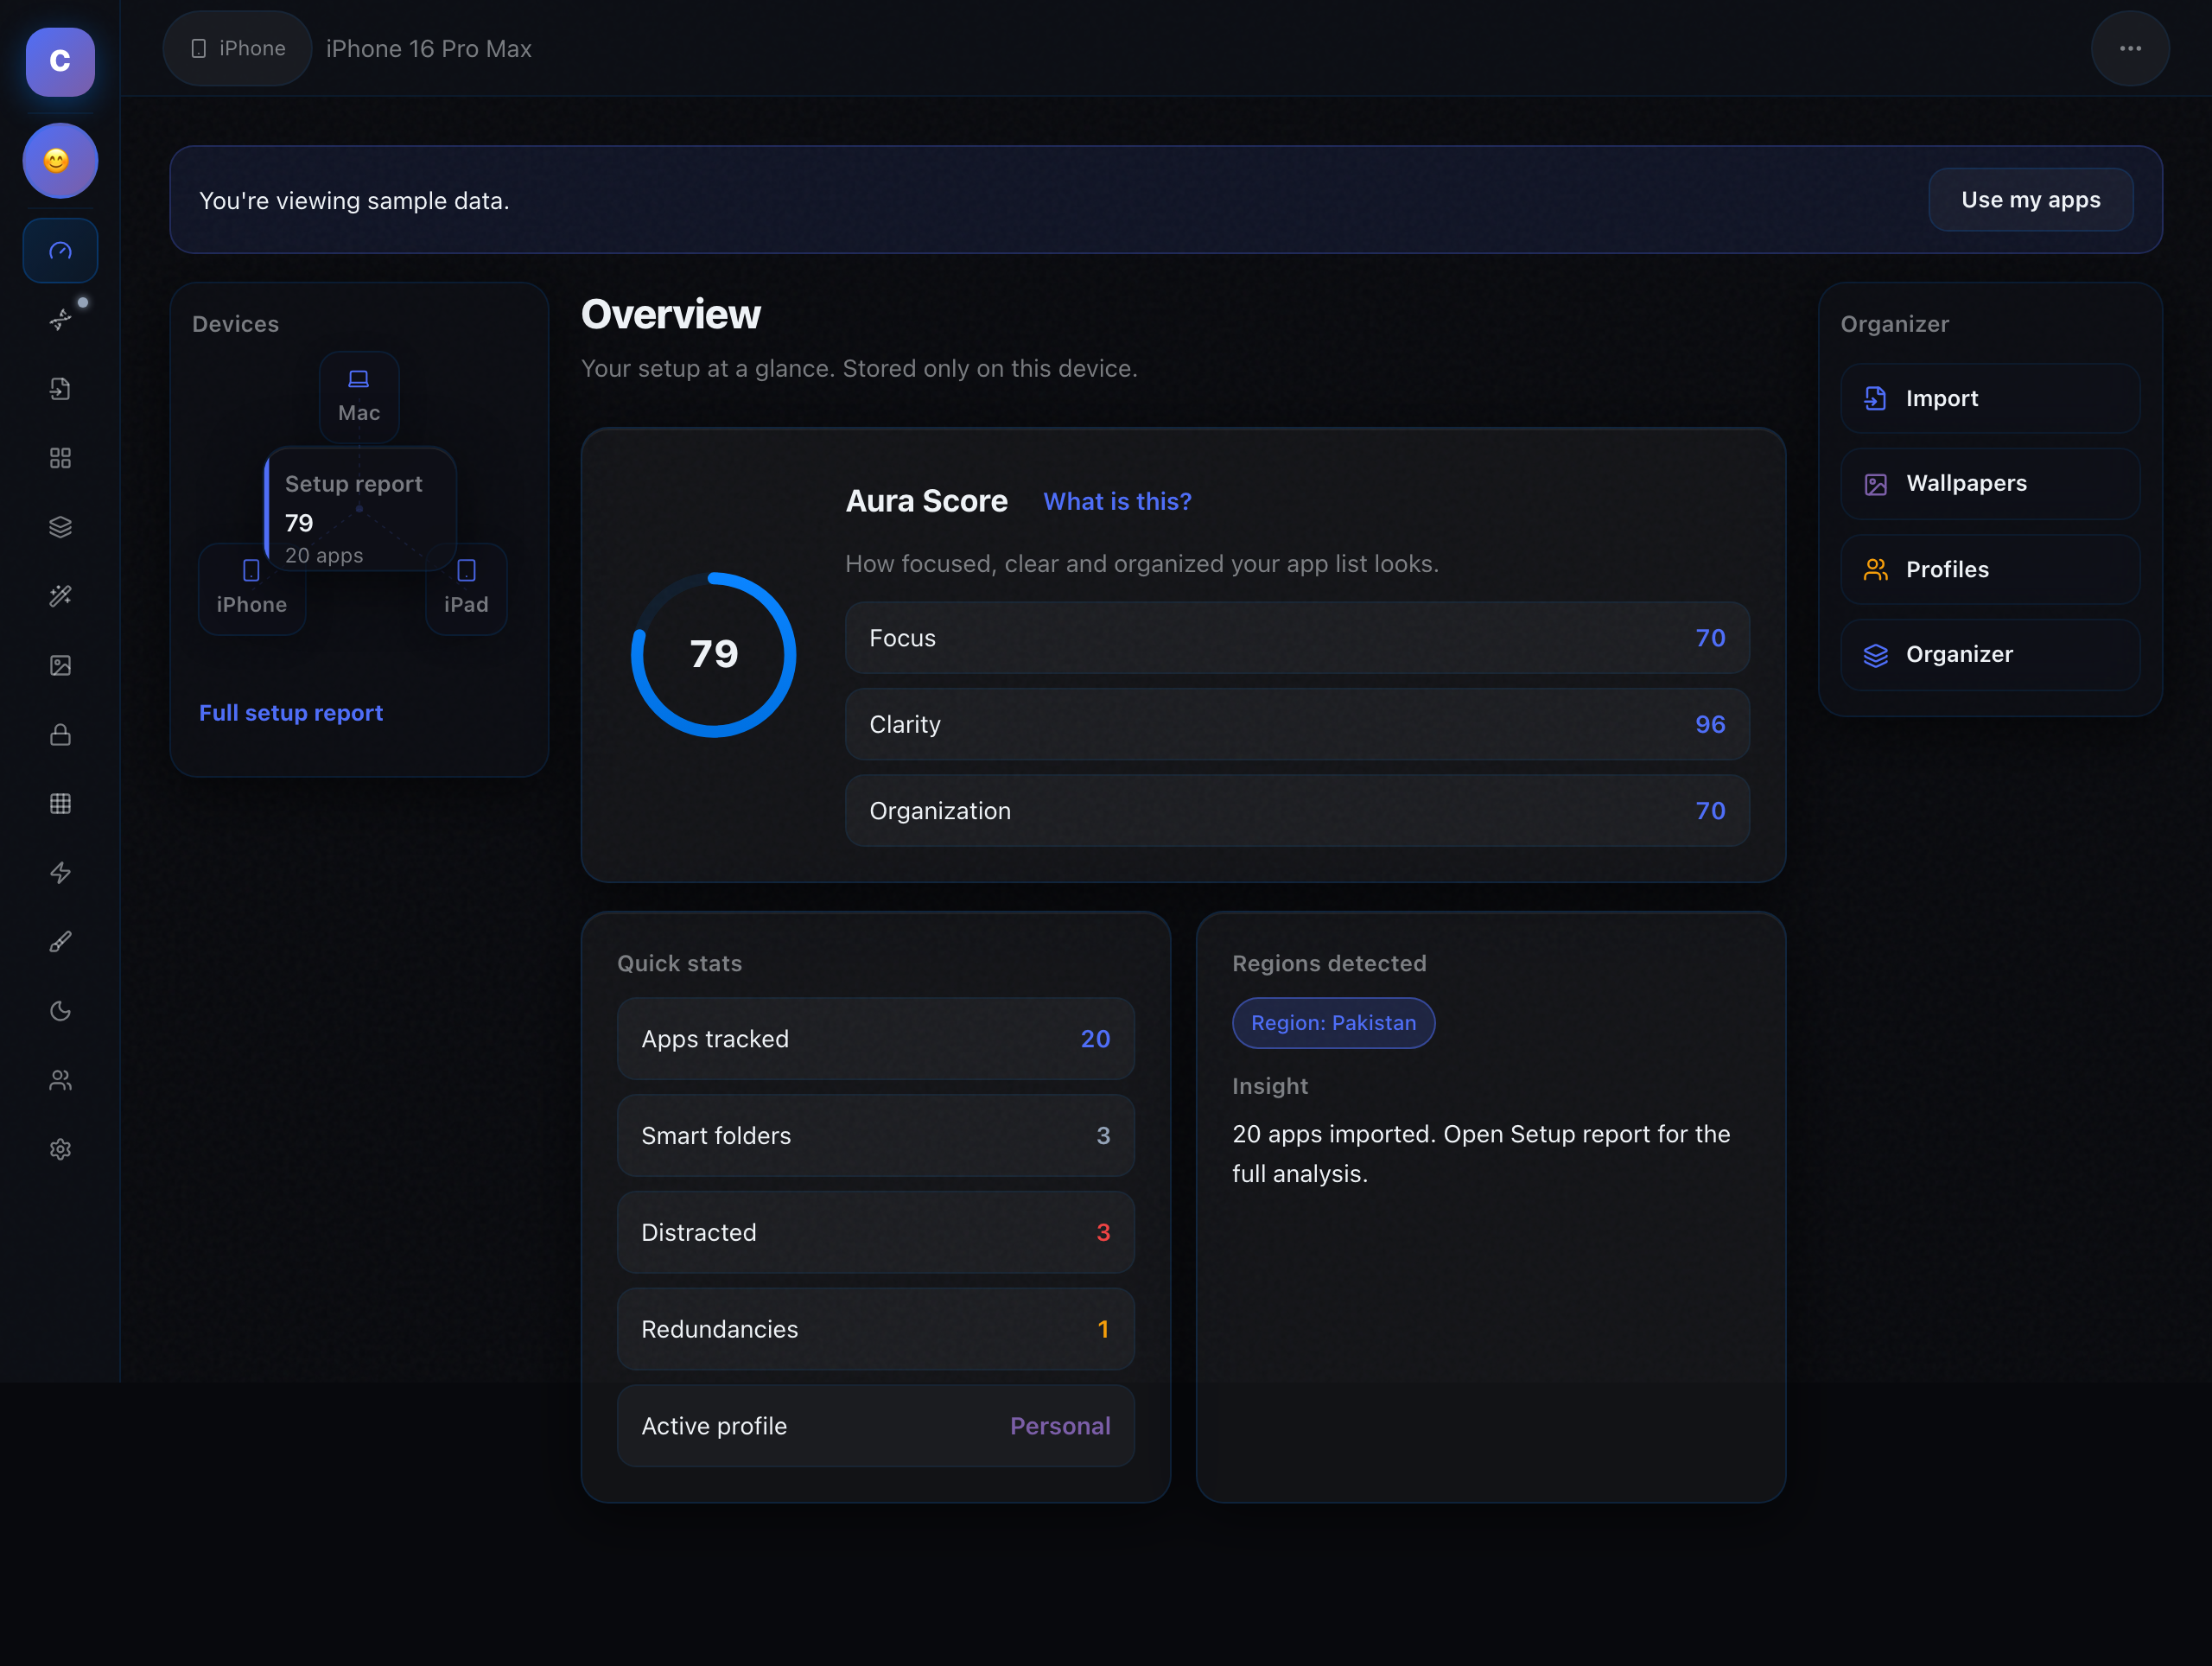 C
iPhone
iPhone 16 Pro Max
You're viewing sample data.
Use my apps
Devices
Mac
Setup report
79
20 apps
iPhone
iPad
Full setup report
Overview
Your setup at a glance. Stored only on this device.
79
Aura Score
What is this?
How focused, clear and organized your app list looks.
Focus
70
Clarity
96
Organization
70
Quick stats
Apps tracked
20
Smart folders
3
Distracted
3
Redundancies
1
Active profile
Personal
Regions detected
Region: Pakistan
Insight
20 apps imported. Open Setup report for the
full analysis.
Organizer
Import
Wallpapers
Profiles
Organizer